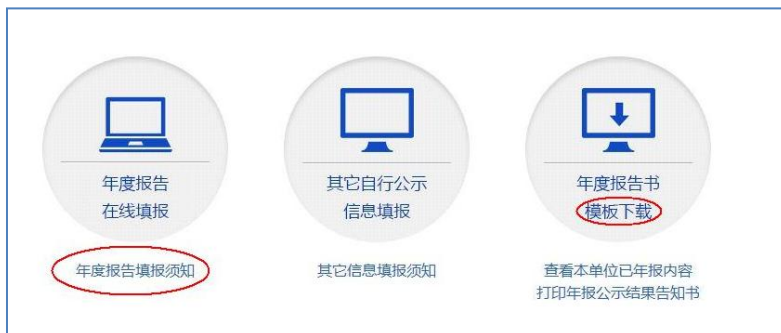 年度报告
在线填报
年度报告填报须知
其它自行公示
信息填报
其它信息填报须知
年度报告书
模板下载
查看本单位已年报内容
打印年报公示结果告知书